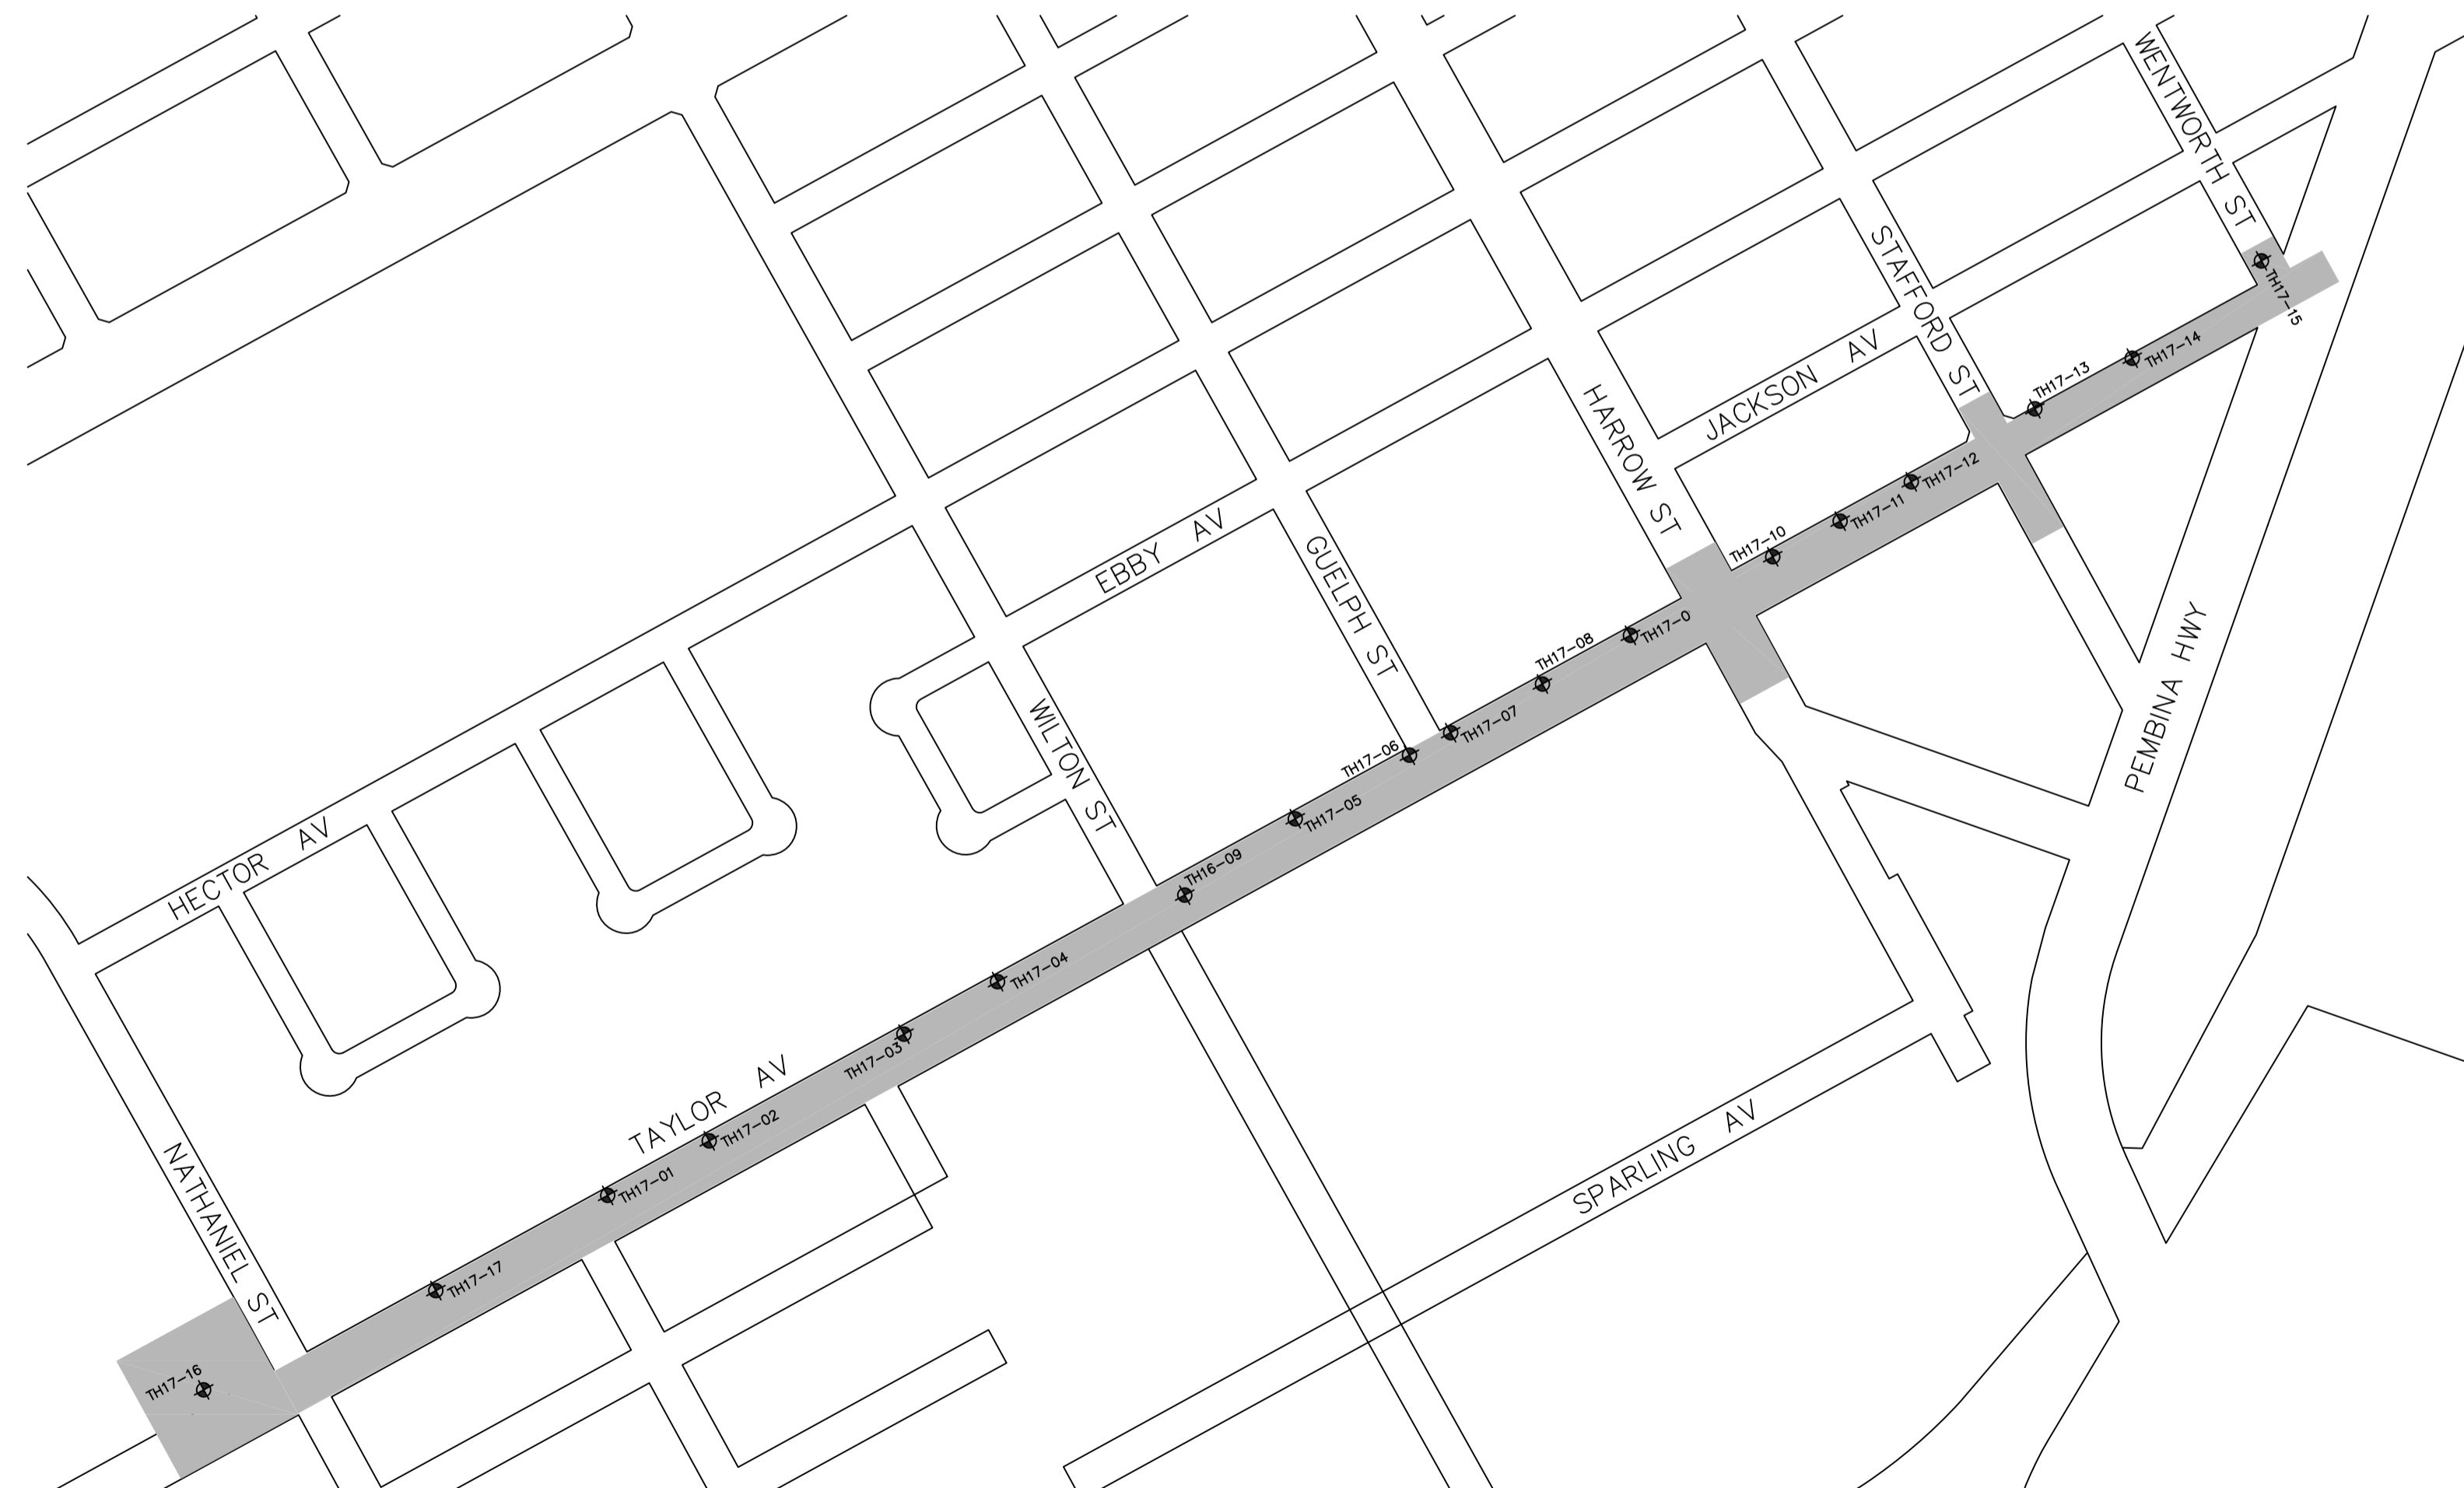 WENTWORTH ST
STAFFORD ST
TH17-15
TH17-14
TH17-13
JACKSON AV
HARROW ST
TH17-12
TH17-11
TH17-10
EBBY AV
GUELPH ST
TH17-0
TH17-08
TH17-07
TH17-06
PEMBINA HWY
WILTON ST
TH17-05
TH16-09
HECTOR AV
TH17-04
TH17-03
TAYLOR AV
TH17-02
TH17-01
SPARLING AV
NATHANIEL ST
TH17-17
TH17-16